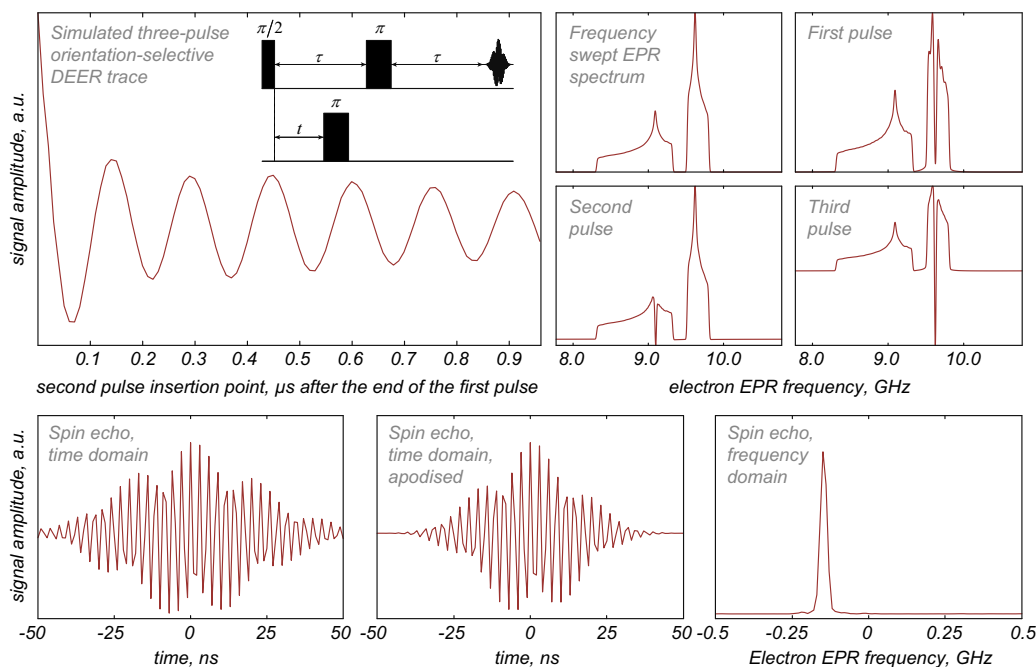 Simulated three-pulse
orientation-selective
DEER trace
π/2
π
τ
τ
π
t
signal amplitude, a.u.
0.1 0.2 0.3 0.4 0.5 0.6 0.7 0.8 0.9
second pulse insertion point, μs after the end of the first pulse
Frequency
swept EPR
spectrum
First pulse
Second
pulse
Third
pulse
8.0 9.0 10.0
8.0 9.0 10.0
electron EPR frequency, GHz
signal amplitude, a.u.
Spin echo,
time domain
-50 -25 0 25 50
time, ns
Spin echo,
time domain,
apodised
-50 -25 0 25 50
time, ns
Spin echo,
frequency
domain
-0.5 -0.25 0 0.25 0.5
Electron EPR frequency, GHz